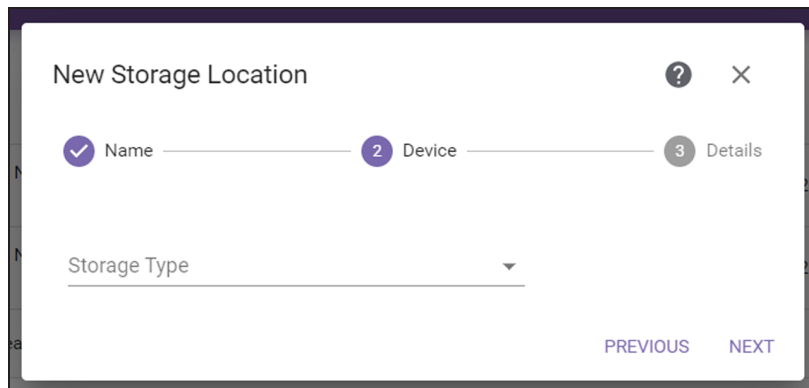 New Storage Location ?
Name 2 Device 3 Details
Storage Type
PREVIOUS NEXT